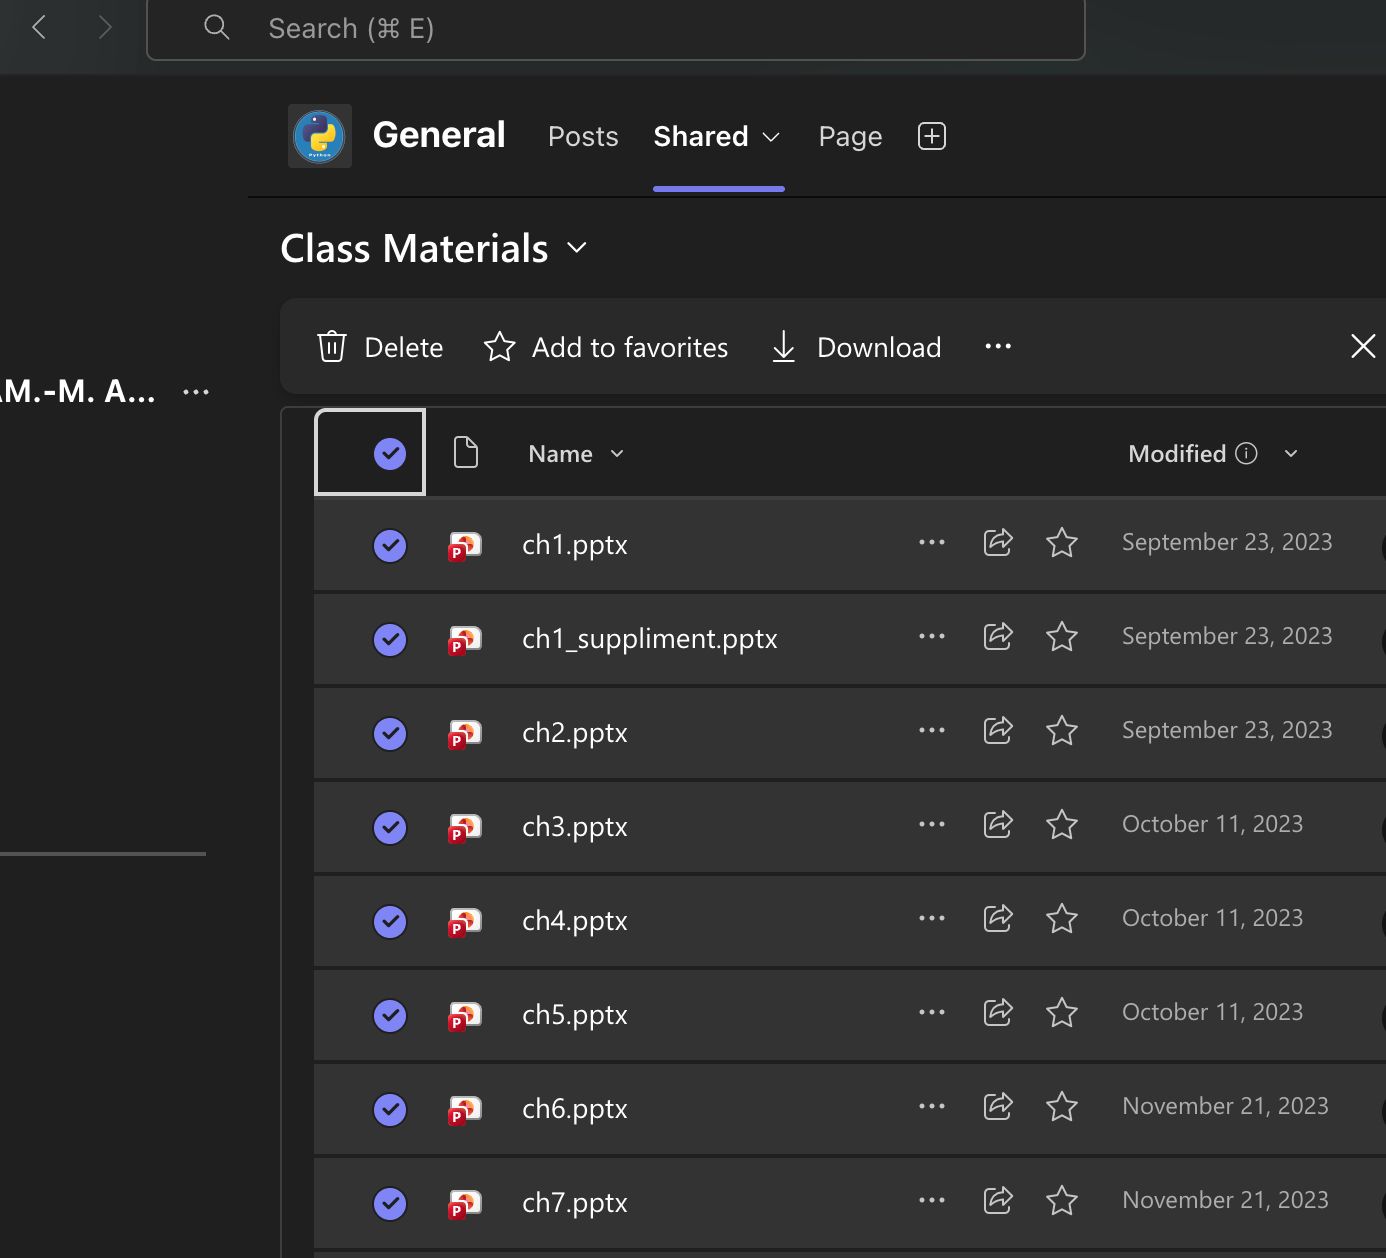 Search (⌘ E)
General Posts Shared Page
Python
Class Materials
Delete Add to favorites Download
M.-M. A...
Name Modified
ch1.pptx September 23, 2023
ch1_suppliment.pptx September 23, 2023
ch2.pptx September 23, 2023
ch3.pptx October 11, 2023
ch4.pptx October 11, 2023
ch5.pptx October 11, 2023
ch6.pptx November 21, 2023
ch7.pptx November 21, 2023